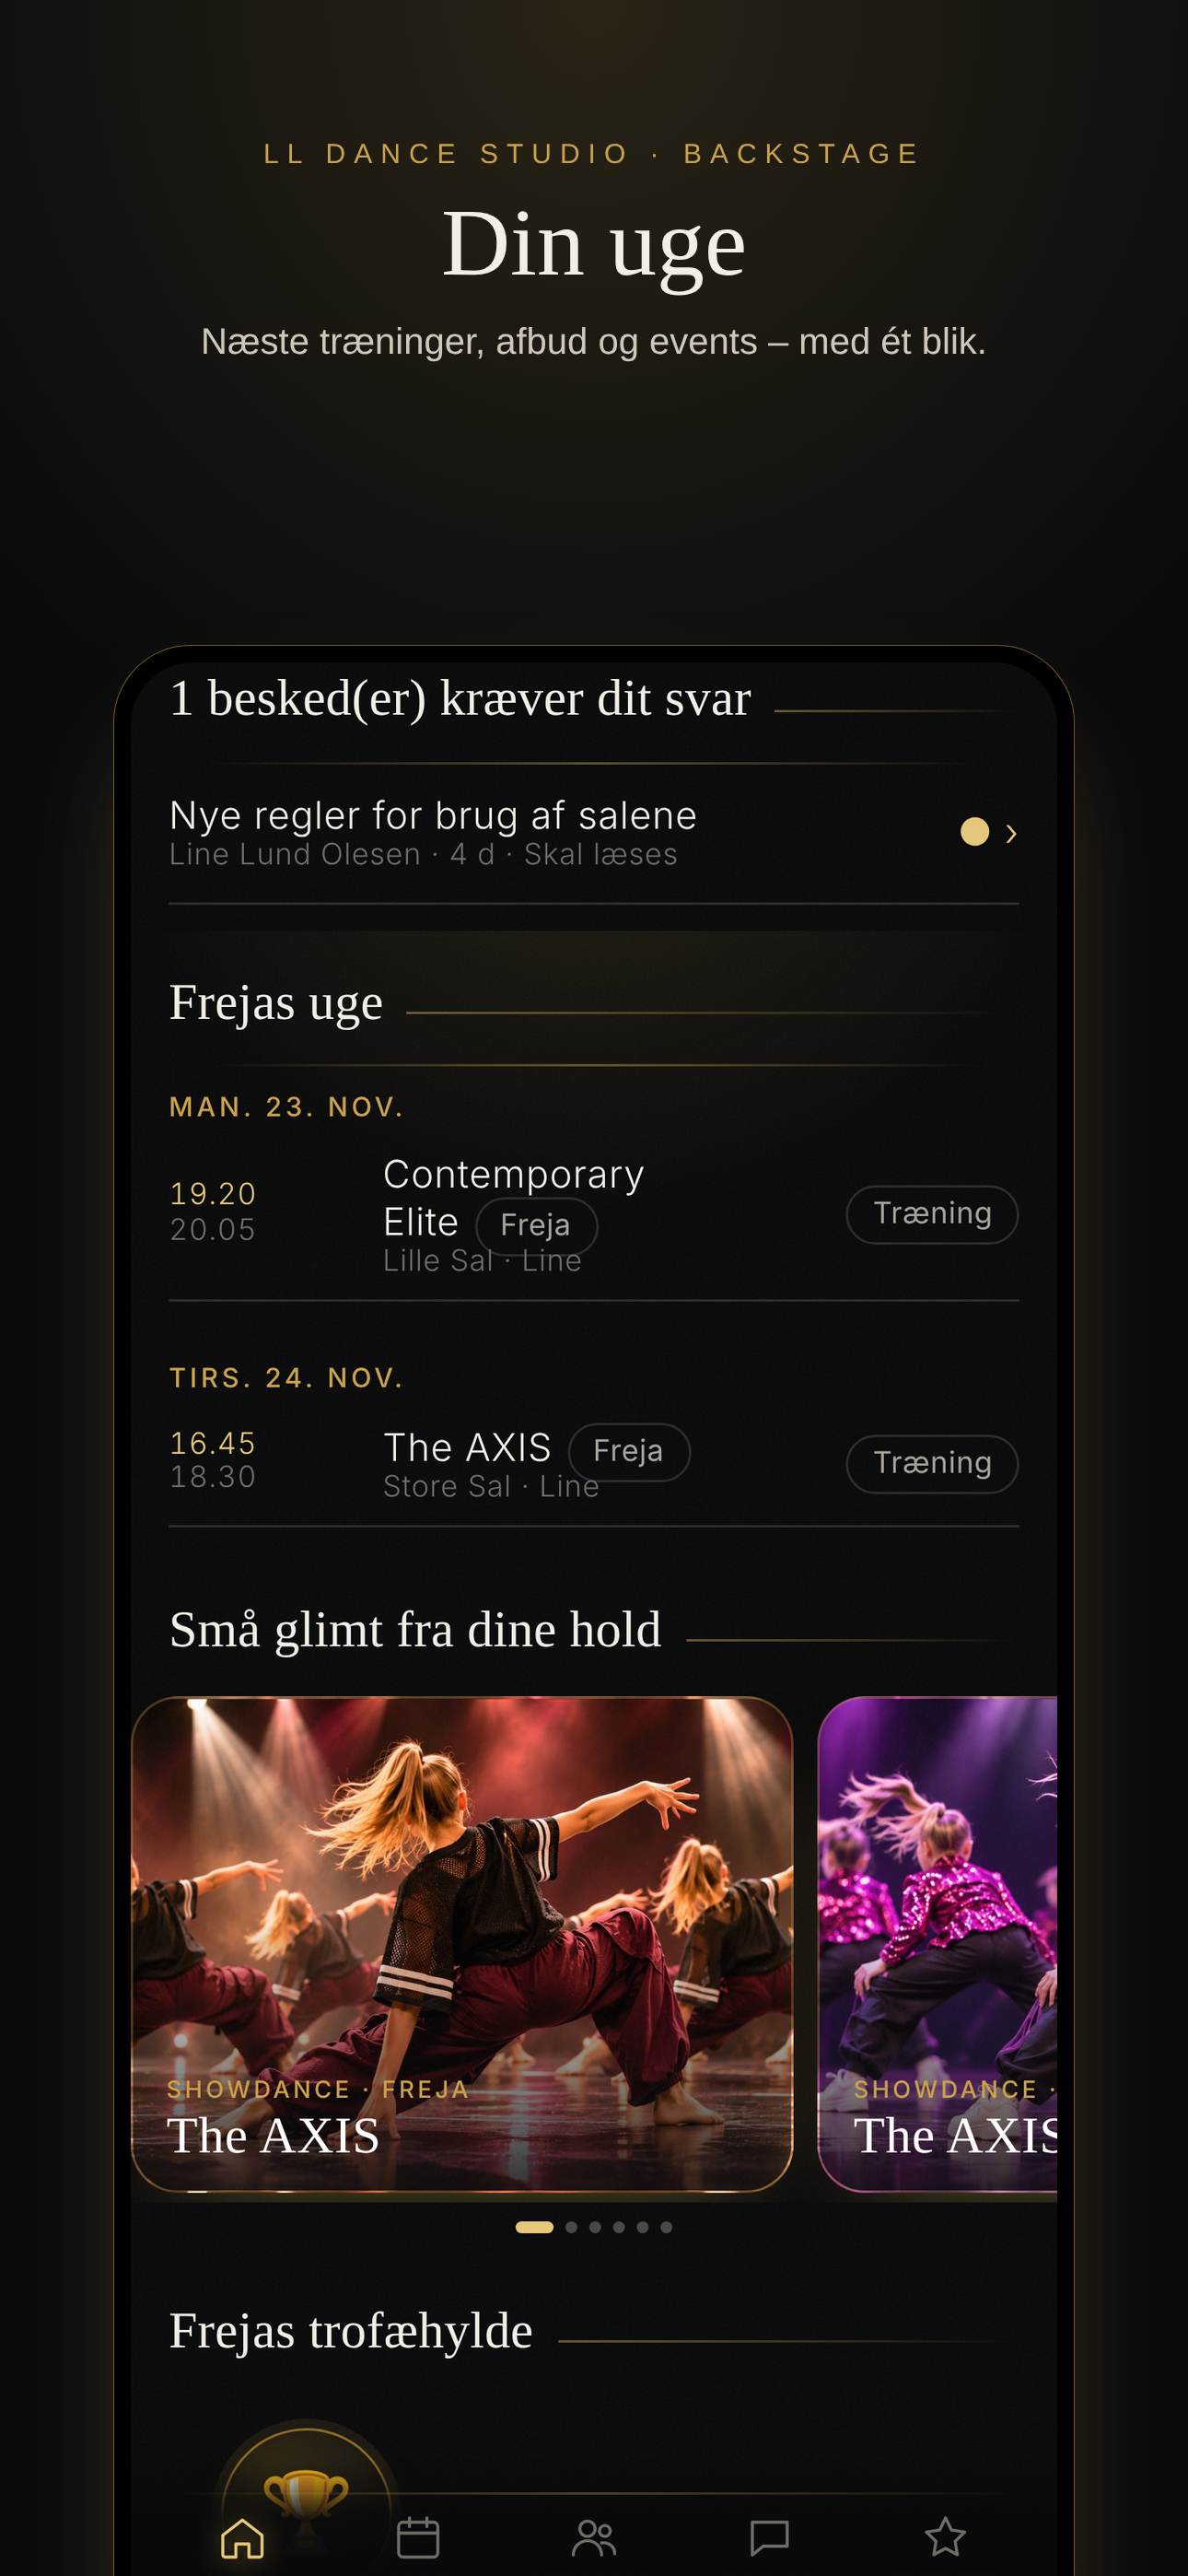 LL DANCE STUDIO · BACKSTAGE
Din uge
Næste træninger, afbud og events – med ét blik.
1 besked(er) kræver dit svar
Nye regler for brug af salene
Line Lund Olesen · 4 d · Skal læses
›
Frejas uge
MAN. 23. NOV.
19.20
20.05
Contemporary
Elite Freja
Lille Sal · Line
Træning
TIRS. 24. NOV.
16.45
18.30
The AXIS Freja
Store Sal · Line
Træning
Små glimt fra dine hold
SHOWDANCE · FREJA
The AXIS
SHOWDANCE ·
The AXIS
Frejas trofæhylde